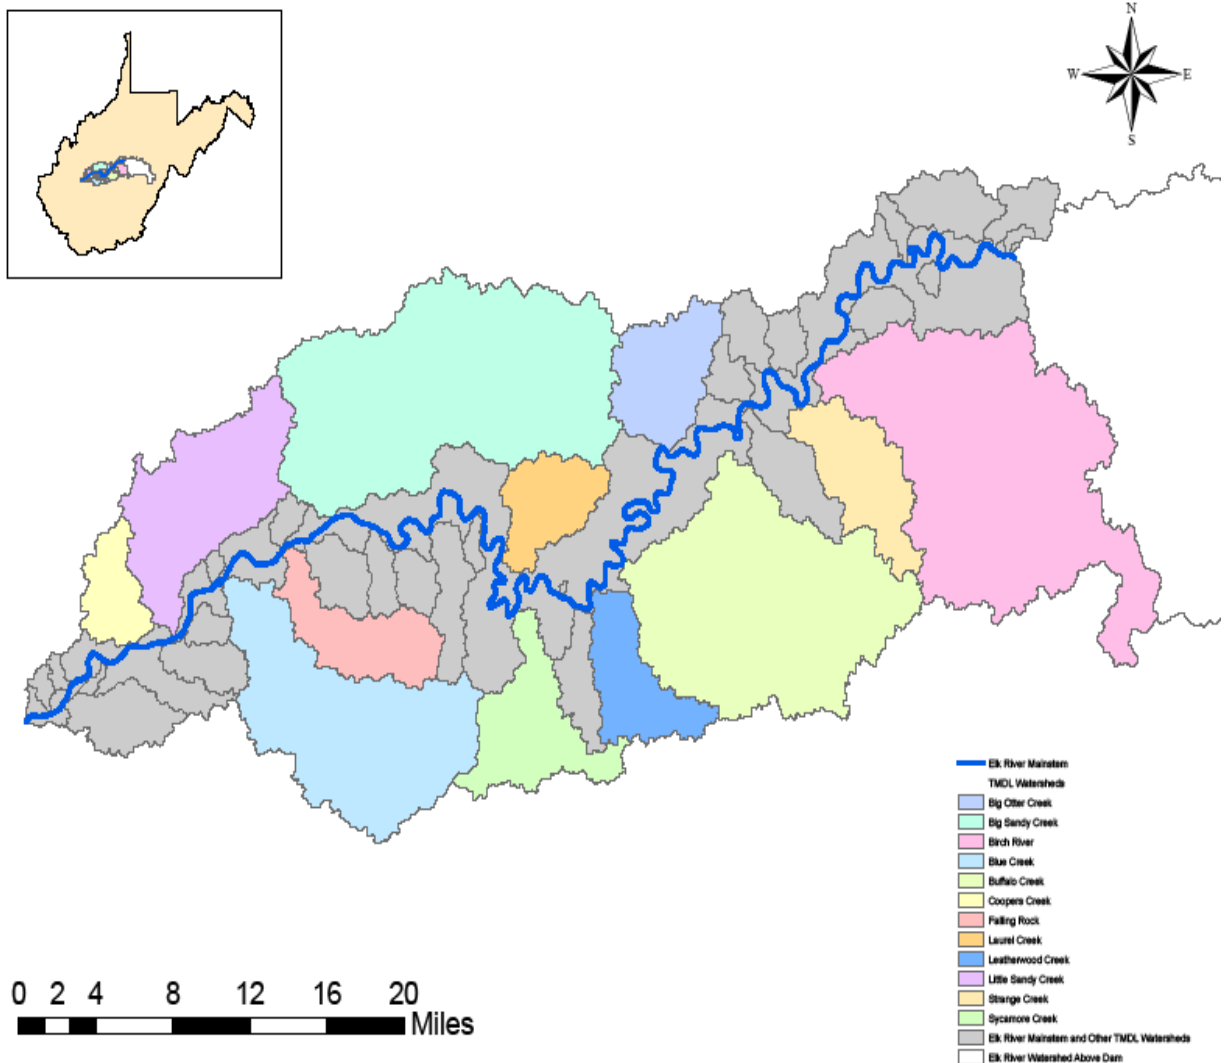 N
W E
S
Elk River Mainstem
TMDL Watersheds
Big Otter Creek
Big Sandy Creek
Birch River
Blue Creek
Buffalo Creek
Coopers Creek
Falling Rock
Laurel Creek
Leatherwood Creek
Little Sandy Creek
Strange Creek
Sycamore Creek
Elk River Mainstem and Other TMDL Watersheds
Elk River Watershed Above Dam
0 2 4 8 12 16 20
Miles